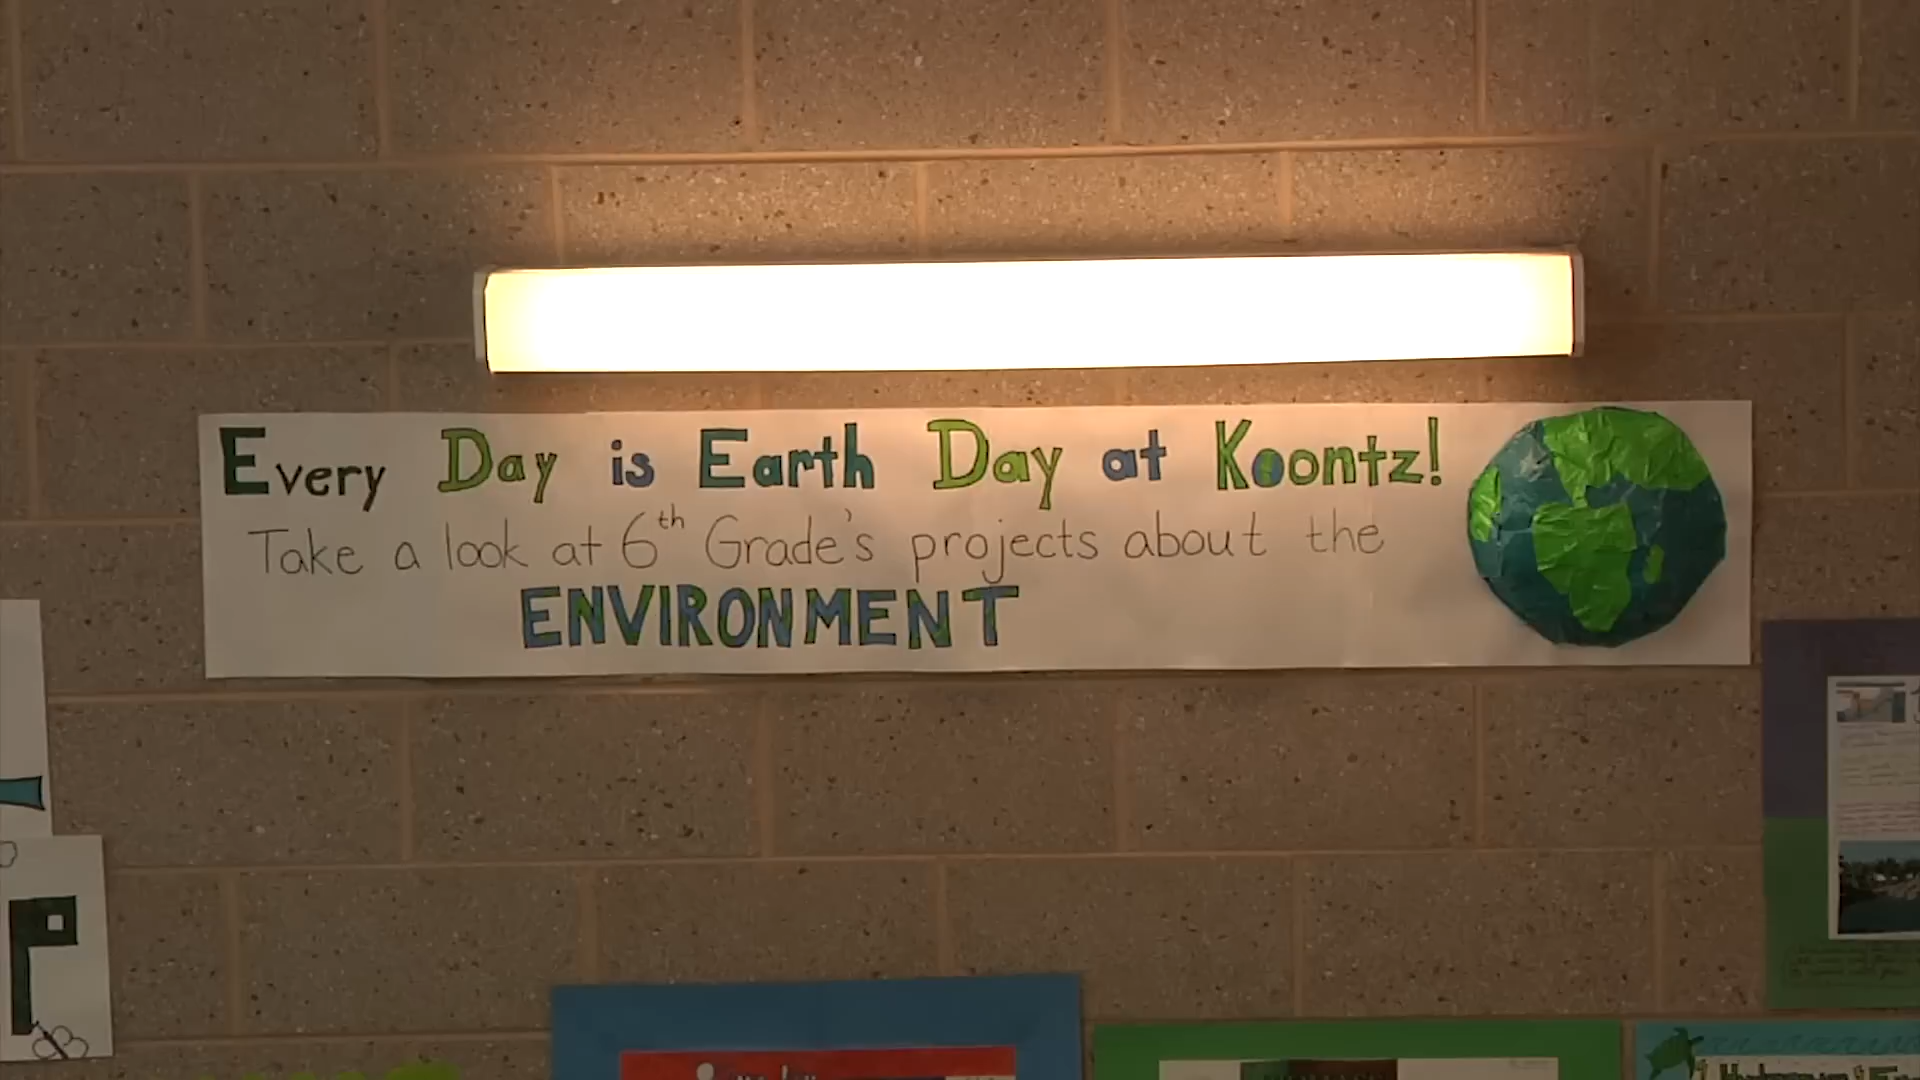 Every Day is Earth Day at Koontz!
Take a look at 6th Grade's projects about the
ENVIRONMENT